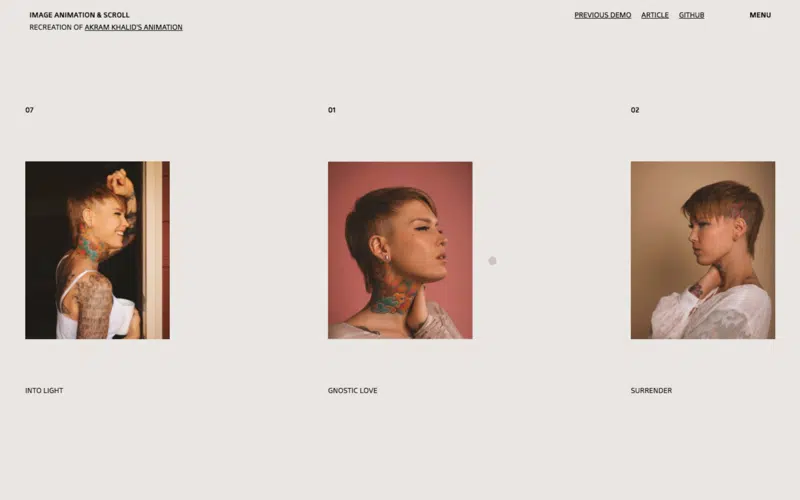 IMAGE ANIMATION & SCROLL
RECREATION OF AKRAM KHALID'S ANIMATION
PREVIOUS DEMO ARTICLE GITHUB MENU
07
01
02
INTO LIGHT
GNOSTIC LOVE
SURRENDER